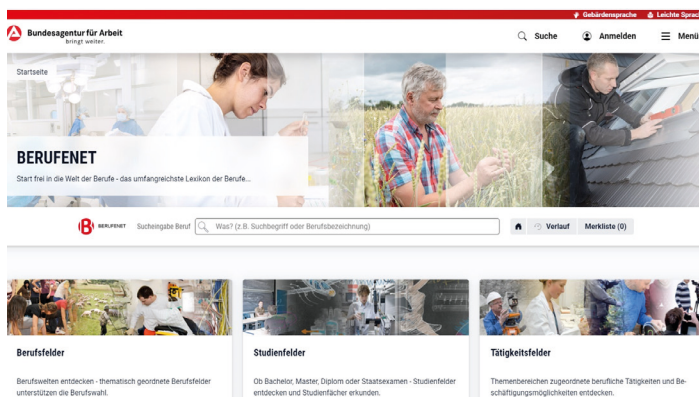 Gebärdensprache Leichte Sprac
Bundesagentur für Arbeit
bringt weiter.
Suche Anmelden Menü
Startseite
BERUFENET
Start frei in die Welt der Berufe - das umfangreichste Lexikon der Berufe...
BERUFENET Sucheingabe Beruf Was? (z.B. Suchbegriff oder Berufsbezeichnung) Verlauf Merkliste (0)
Berufsfelder
Berufswelten entdecken - thematisch geordnete Berufsfelder
unterstützen die Berufswahl.
Studienfelder
Ob Bachelor, Master, Diplom oder Staatsexamen - Studienfelder
entdecken und Studienfächer erkunden.
Tätigkeitsfelder
Themenbereichen zugeordnete berufliche Tätigkeiten und Be-
schäftigungsmöglichkeiten entdecken.